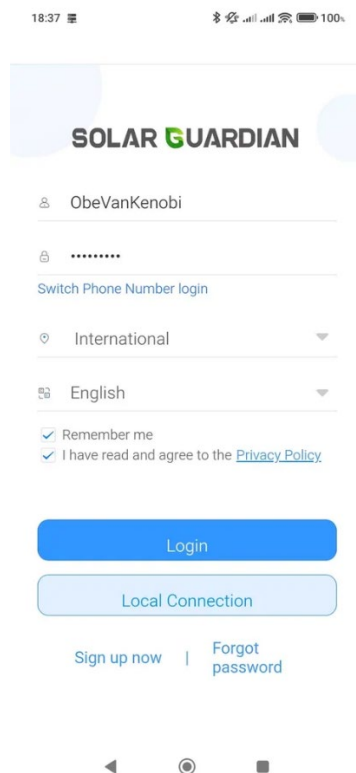 18:37
100%
SOLAR GUARDIAN
ObeVanKenobi
•••••••••
Switch Phone Number login
International
English
Remember me
I have read and agree to the Privacy Policy
Login
Local Connection
Sign up now | Forgot password